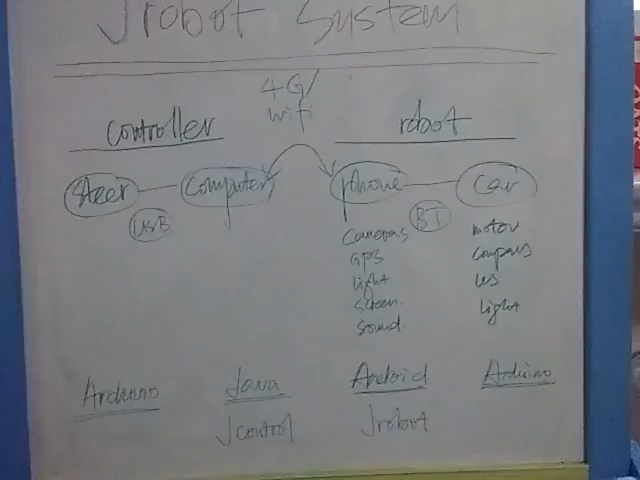 Jrobot System
4G/
wifi
controller robot
Steer Computer phone Car
USB BT
cameras motor
GPS compass
light
screen light
sound
Arduino Java Android Arduino
Jcontrol Jrobot